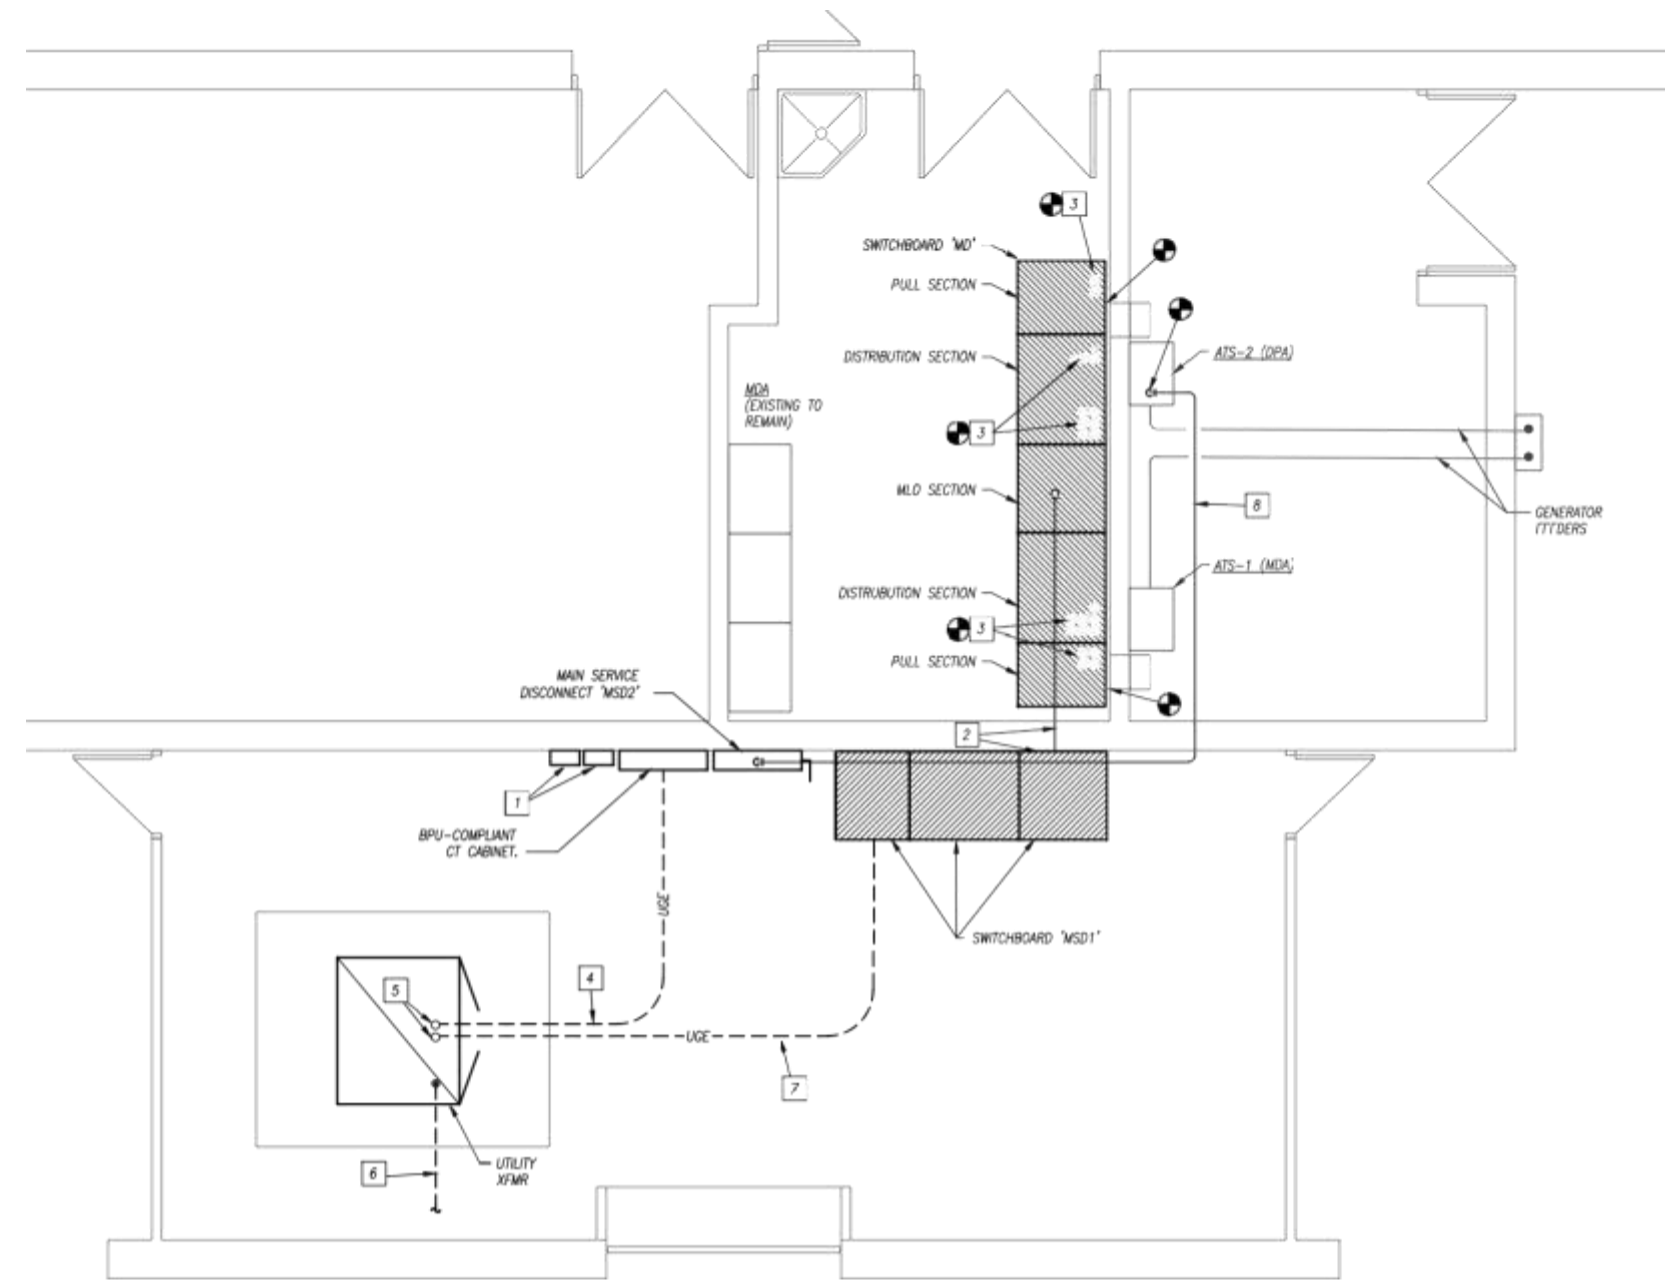 3
SWITCHBOARD 'MD'
PULL SECTION
DISTRIBUTION SECTION
ATS-2 (DPA)
MDA
(EXISTING TO
REMAIN)
3
MLO SECTION
8
GENERATOR
ATS-1 (MDA)
DISTRUBUTION SECTION
3
PULL SECTION
MAIN SERVICE
DISCONNECT 'MSD2'
2
1
BPU-COMPLIANT
CT CABINET.
UGE
SWITCHBOARD 'MSD1'
4
5
UGE
7
6
UTILITY
XFMR